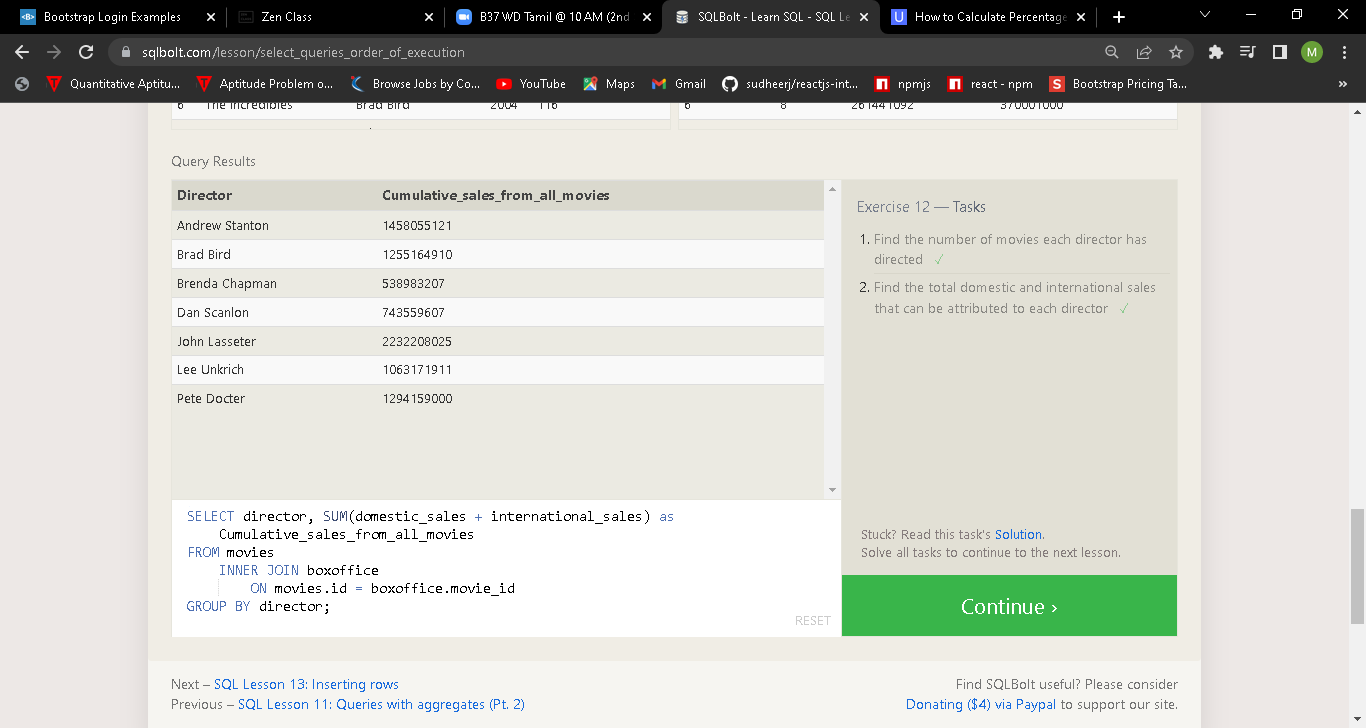 Bootstrap Login Examples
Zen Class
B37 WD Tamil @ 10 AM (2nd
SQLBolt - Learn SQL - SQL Le
How to Calculate Percentage
sqlbolt.com/lesson/select_queries_order_of_execution
M
Quantitative Aptitu...
Aptitude Problem o...
Browse Jobs by Co...
YouTube
Maps
Gmail
sudheerj/reactjs-int...
npmjs
react - npm
Bootstrap Pricing Ta...
»
6 The Incredibles Brad Bird 2004 116
6 8 261441092 370001000
Query Results
Director Cumulative_sales_from_all_movies
Andrew Stanton 1458055121
Brad Bird 1255164910
Brenda Chapman 538983207
Dan Scanlon 743559607
John Lasseter 2232208025
Lee Unkrich 1063171911
Pete Docter 1294159000
SELECT director, SUM(domestic_sales + international_sales) as
Cumulative_sales_from_all_movies
FROM movies
INNER JOIN boxoffice
ON movies.id = boxoffice.movie_id
GROUP BY director;
RESET
Exercise 12 — Tasks
1. Find the number of movies each director has
directed ✓
2. Find the total domestic and international sales
that can be attributed to each director ✓
Stuck? Read this task's Solution.
Solve all tasks to continue to the next lesson.
Continue ›
Next – SQL Lesson 13: Inserting rows
Previous – SQL Lesson 11: Queries with aggregates (Pt. 2)
Find SQLBolt useful? Please consider
Donating ($4) via Paypal to support our site.